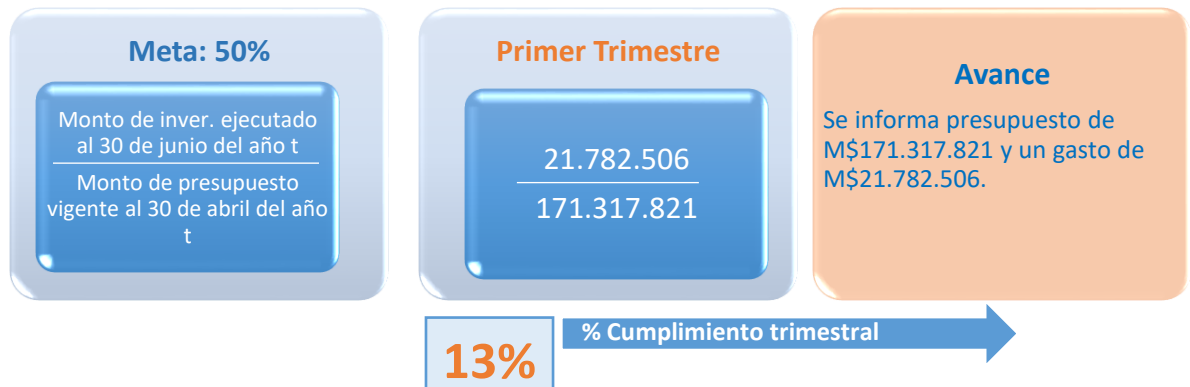 Meta: 50%
Monto de inver. ejecutado
al 30 de junio del año t
Monto de presupuesto
vigente al 30 de abril del año
t
Primer Trimestre
21.782.506
171.317.821
Avance
Se informa presupuesto de
M$171.317.821 y un gasto de
M$21.782.506.
13%
% Cumplimiento trimestral